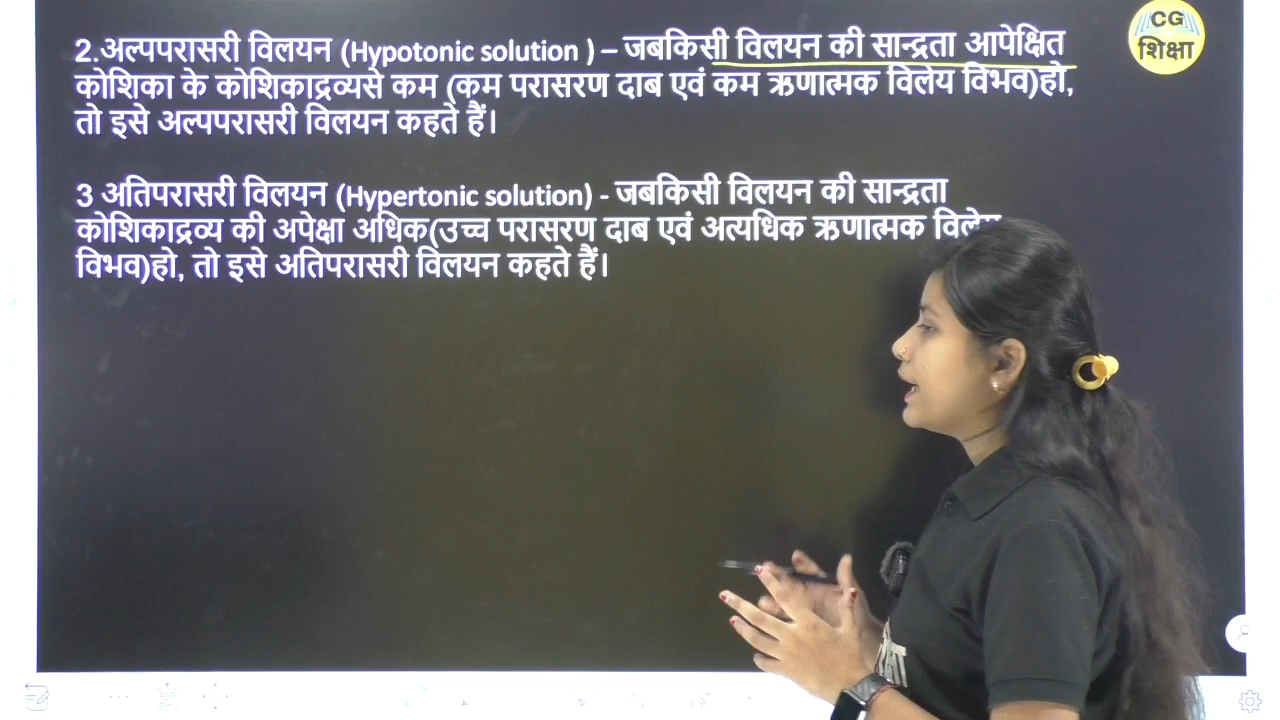 CG
शिक्षा
2.अल्पपरासरी विलयन (Hypotonic solution ) – जबकिसी विलयन की सान्द्रता आपेक्षित
कोशिका के कोशिकाद्रव्यसे कम (कम परासरण दाब एवं कम ऋणात्मक विलेय विभव)हो,
तो इसे अल्पपरासरी विलयन कहते हैं।
3 अतिपरासरी विलयन (Hypertonic solution) - जबकिसी विलयन की सान्द्रता
कोशिकाद्रव्य की अपेक्षा अधिक(उच्च परासरण दाब एवं अत्यधिक ऋणात्मक
विभव)हो, तो इसे अतिपरासरी विलयन कहते हैं।